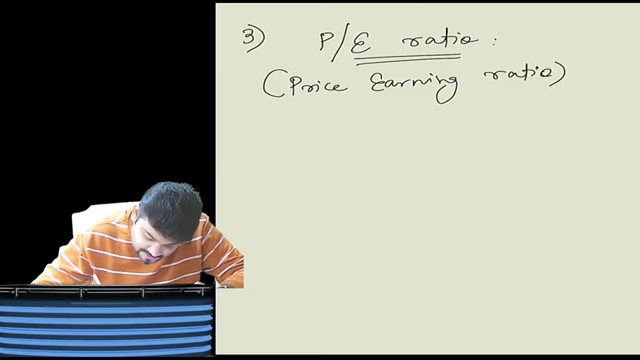 3) P/E ratio :
(Price Earning ratio)